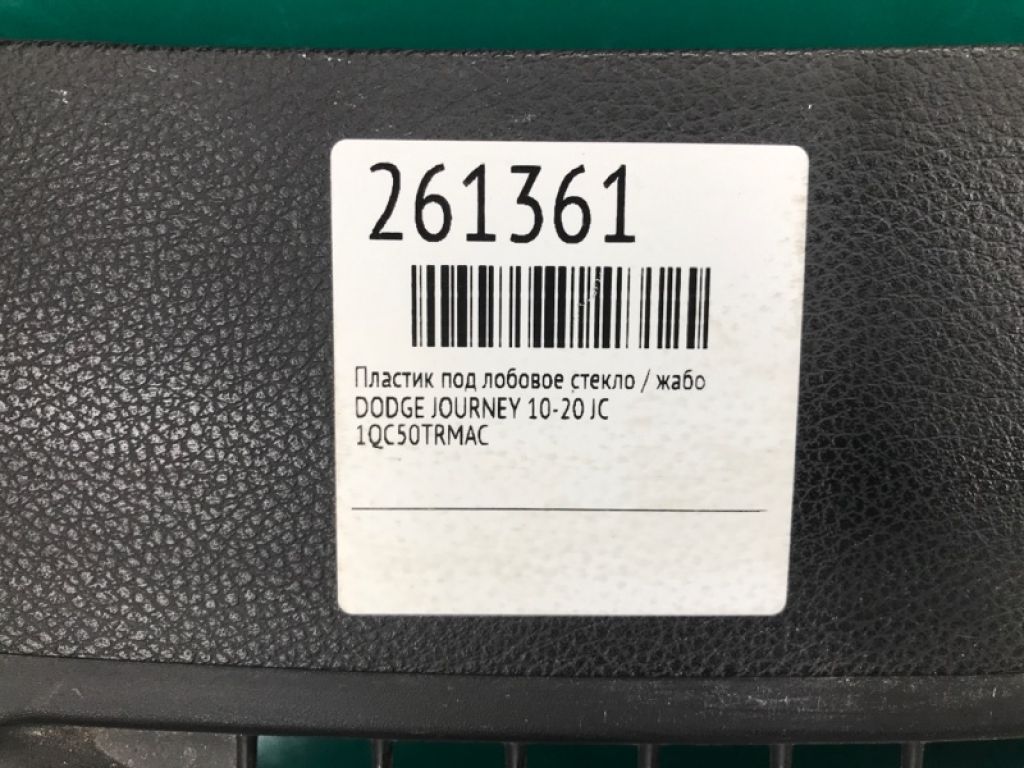 261361
Пластик под лобовое стекло / жабо
DODGE JOURNEY 10-20 JC
1QC50TRMAC